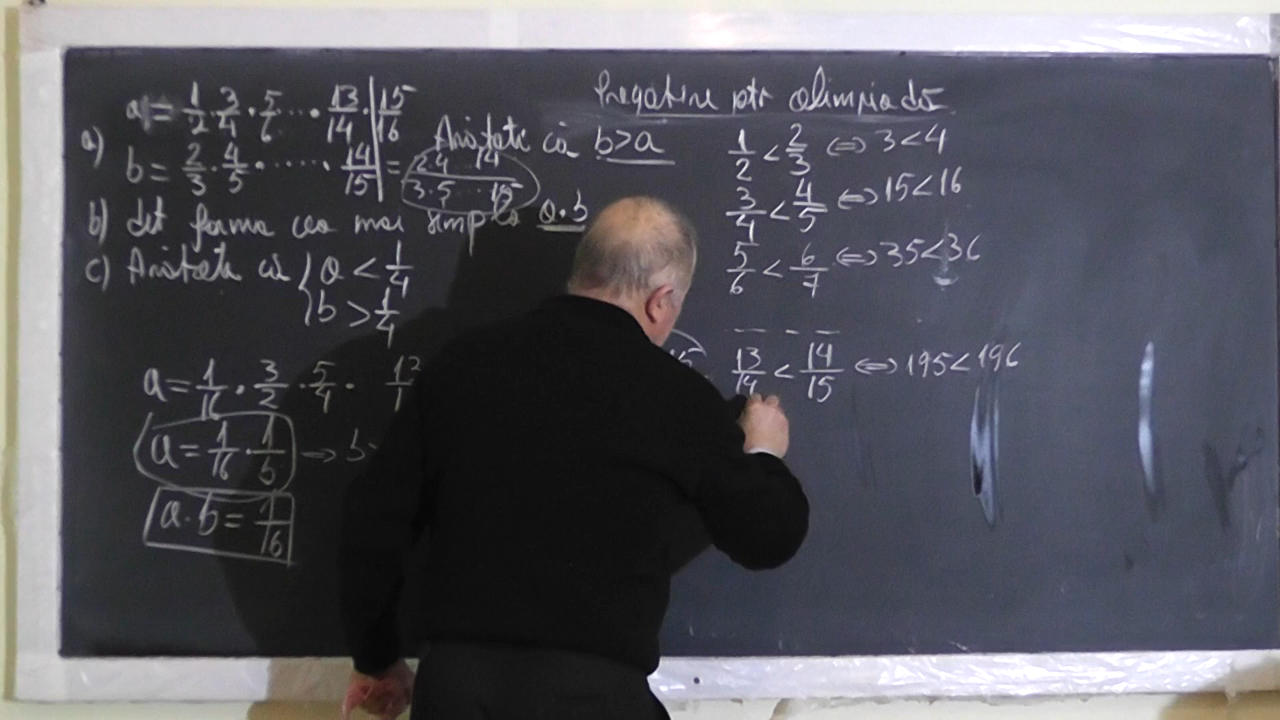 Pregătire ptr olimpiadă
a)
a = 1/2 · 3/4 · 5/6 ... 13/14 · 15/16
b = 2/3 · 4/5 · ..... 14/15 = 2·4 ... 14 / 3·5 ... 15
Arătați că b>a
b) det forma cea mai simplă a·b
c) Arătați că { a < 1/4
b > 1/4
a = 1/16 · 3/2 · 5/4 ·
a = 1/16 · 1/b →
a·b = 1/16
1/2 < 2/3 ⇔ 3<4
3/4 < 4/5 ⇔ 15<16
5/6 < 6/7 ⇔ 35<36
- - - -
13/14 < 14/15 ⇔ 195<196